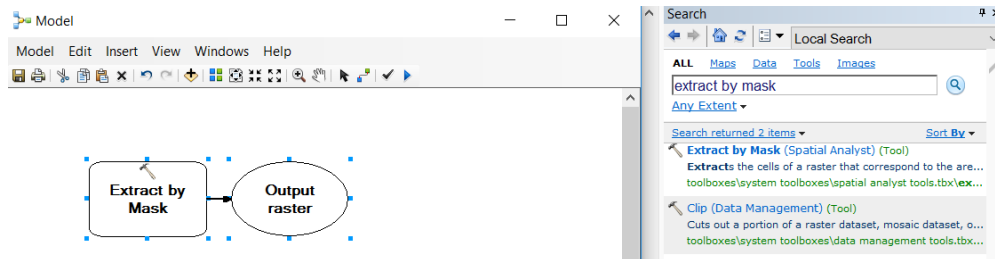 Model
Model Edit Insert View Windows Help
Extract by
Mask
Output
raster
Search
Local Search
ALL Maps Data Tools Images
extract by mask
Any Extent
Search returned 2 items Sort By
Extract by Mask (Spatial Analyst) (Tool)
Extracts the cells of a raster that correspond to the are...
toolboxes\system toolboxes\spatial analyst tools.tbx\ex...
Clip (Data Management) (Tool)
Cuts out a portion of a raster dataset, mosaic dataset, o...
toolboxes\system toolboxes\data management tools.tbx...